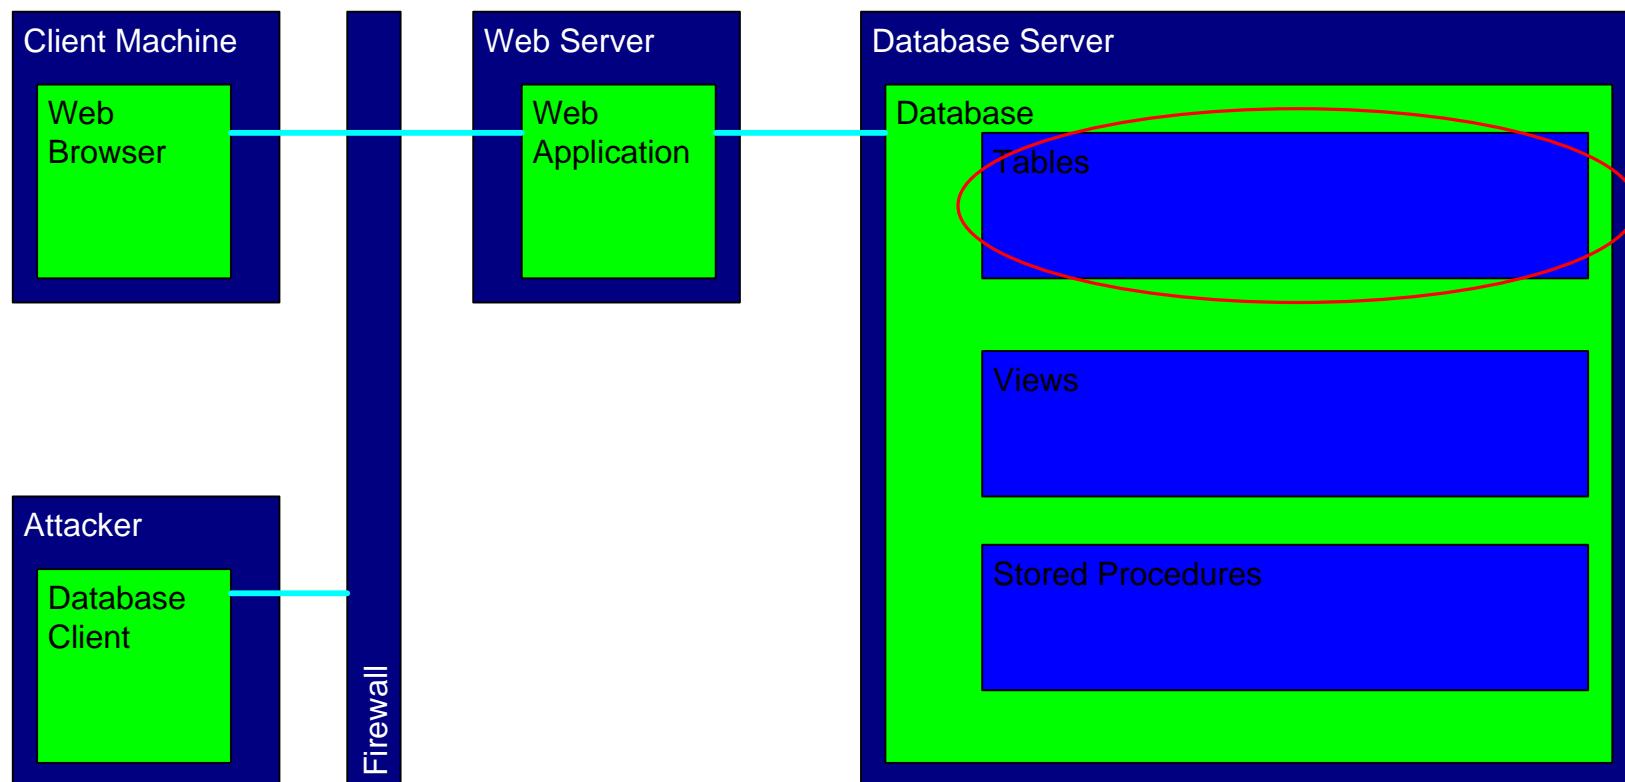 Client Machine
Web
Browser
Web Server
Web
Application
Database Server
Database
Tables
Views
Stored Procedures
Attacker
Database
Client
Firewall